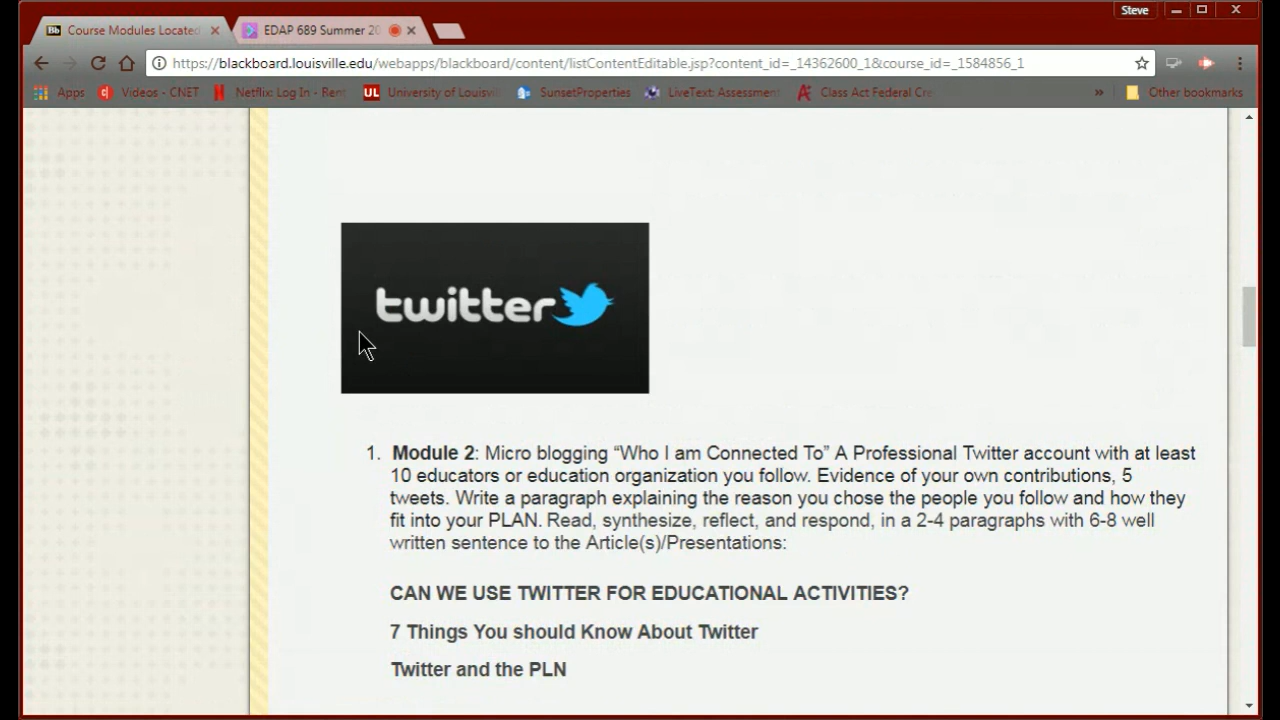 Steve
Bb Course Modules Located
EDAP 689 Summer 20
https://blackboard.louisville.edu/webapps/blackboard/content/listContentEditable.jsp?content_id=_14362600_1&course_id=_1584856_1
Apps Videos - CNET Netflix Log In - Rent UL University of Louisvil SunsetProperties LiveText: Assessment Class Act Federal Cre » Other bookmarks
twitter
1. Module 2: Micro blogging “Who I am Connected To” A Professional Twitter account with at least
10 educators or education organization you follow. Evidence of your own contributions, 5
tweets. Write a paragraph explaining the reason you chose the people you follow and how they
fit into your PLAN. Read, synthesize, reflect, and respond, in a 2-4 paragraphs with 6-8 well
written sentence to the Article(s)/Presentations:
CAN WE USE TWITTER FOR EDUCATIONAL ACTIVITIES?
7 Things You should Know About Twitter
Twitter and the PLN